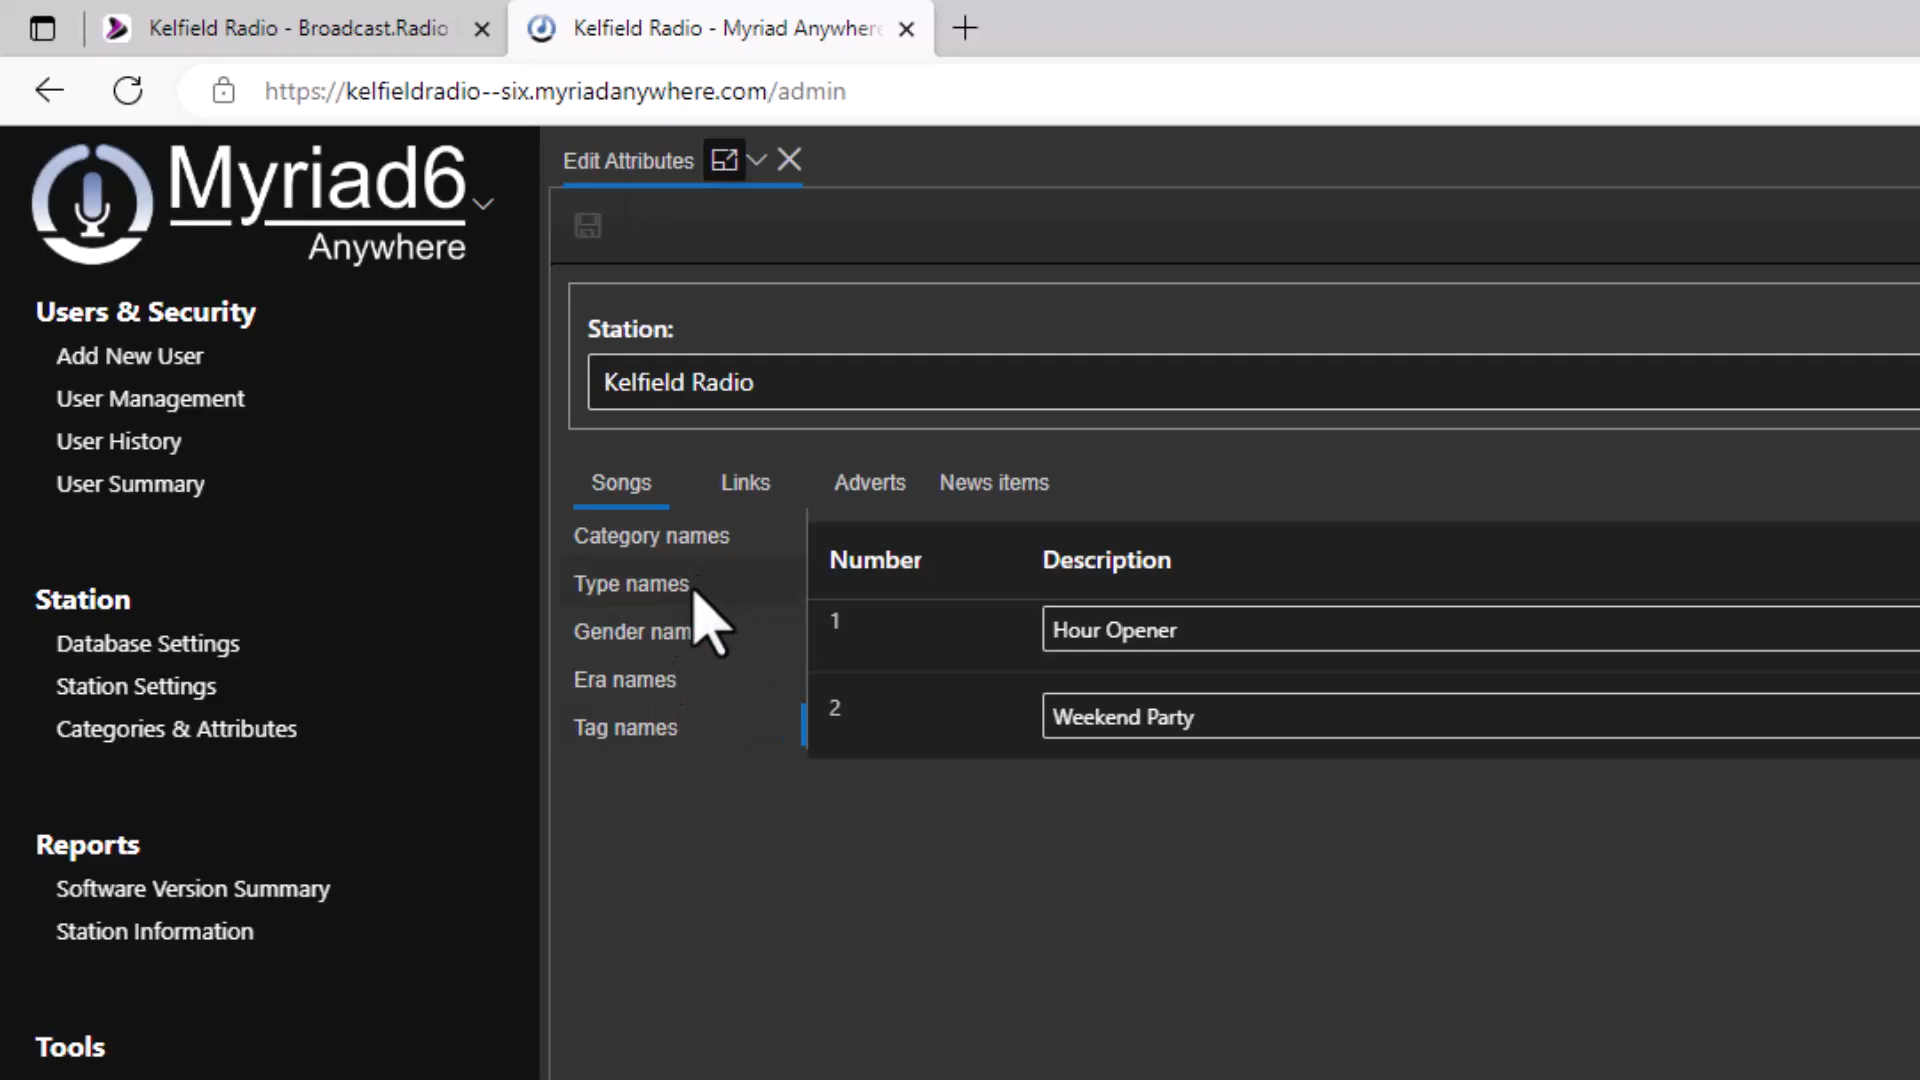 Kelfield Radio - Broadcast.Radio
Kelfield Radio - Myriad Anywhere
https://kelfieldradio--six.myriadanywhere.com/admin
Myriad6
Anywhere
Users & Security
Add New User
User Management
User History
User Summary
Station
Database Settings
Station Settings
Categories & Attributes
Reports
Software Version Summary
Station Information
Tools
Edit Attributes
Station:
Kelfield Radio
Songs Links Adverts News items
Category names
Type names
Gender nam
Era names
Tag names
Number Description
1 Hour Opener
2 Weekend Party